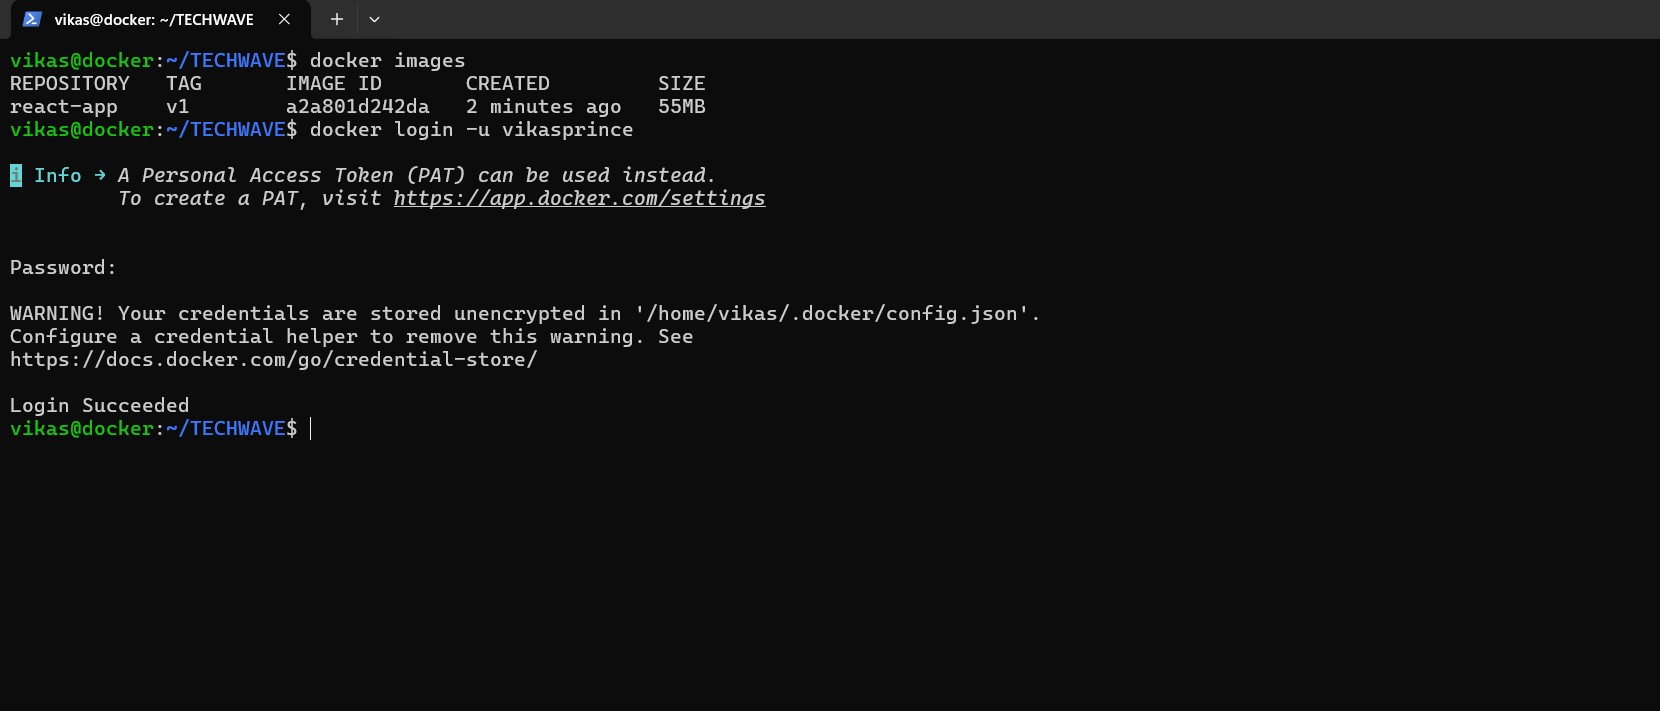 vikas@docker: ~/TECHWAVE
vikas@docker:~/TECHWAVE$ docker images
REPOSITORY   TAG       IMAGE ID       CREATED         SIZE
react-app    v1        a2a801d242da   2 minutes ago   55MB
vikas@docker:~/TECHWAVE$ docker login -u vikasprince
i Info → A Personal Access Token (PAT) can be used instead.
To create a PAT, visit https://app.docker.com/settings
Password:
WARNING! Your credentials are stored unencrypted in '/home/vikas/.docker/config.json'.
Configure a credential helper to remove this warning. See
https://docs.docker.com/go/credential-store/
Login Succeeded
vikas@docker:~/TECHWAVE$